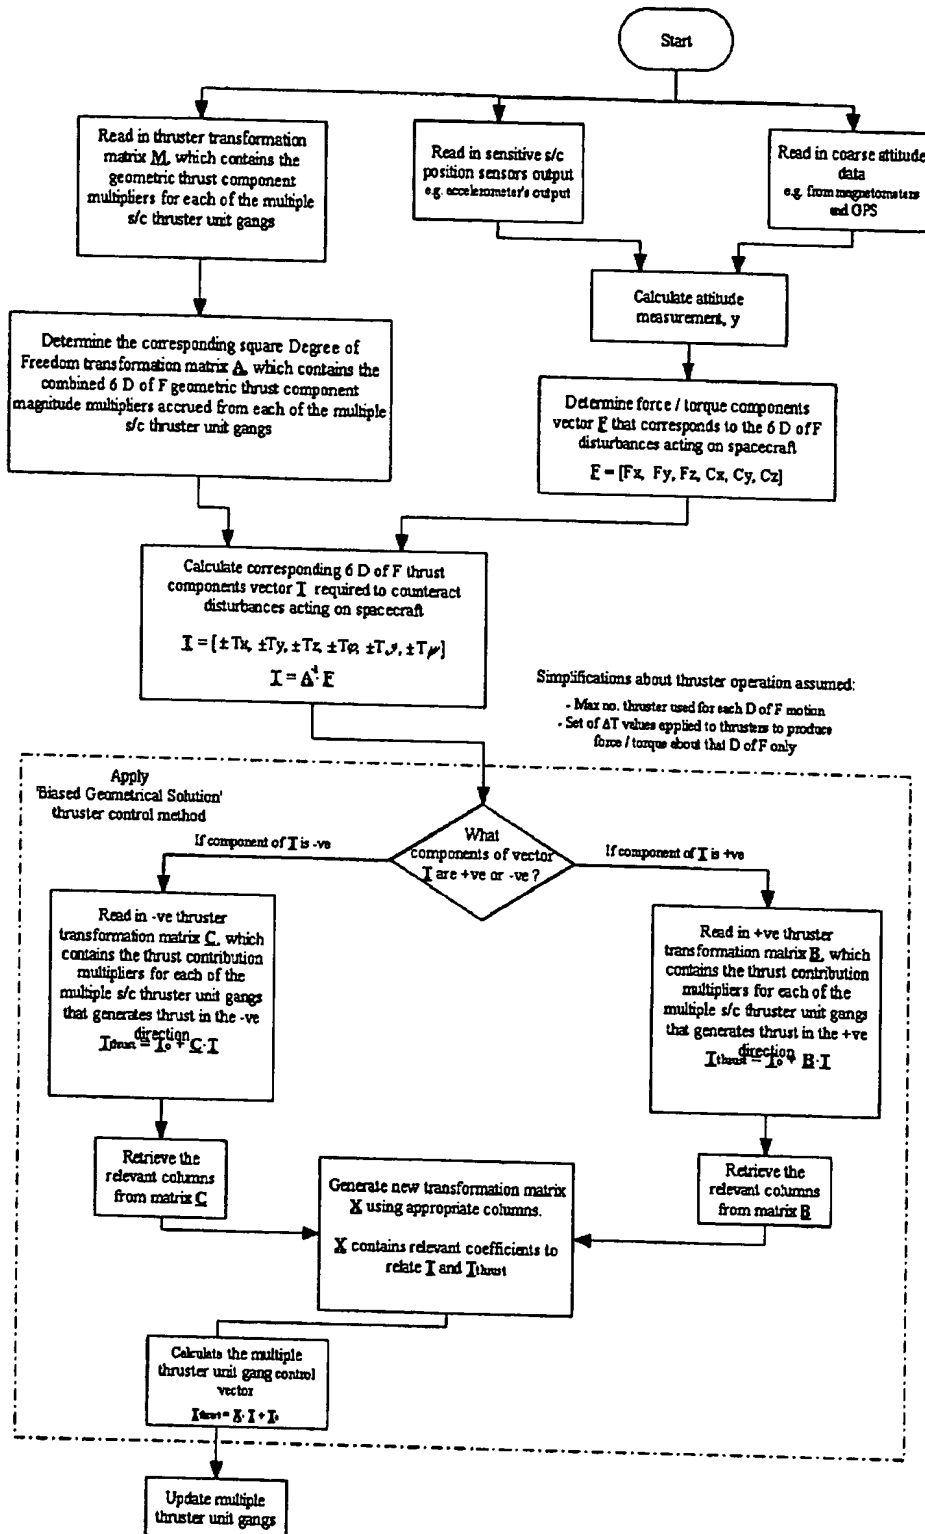 Start
Read in thruster transformation
matrix M, which contains the
geometric thrust component
multipliers for each of the multiple
s/c thruster unit gangs
Read in sensitive s/c
position sensors output
e.g. accelerometer's output
Read in coarse attitude
data
e.g. from magnetometers
and GPS
Calculate attitude
measurement, y
Determine the corresponding square Degree of
Freedom transformation matrix A, which contains the
combined 6 D of F geometric thrust component
magnitude multipliers accrued from each of the multiple
s/c thruster unit gangs
Determine force / torque components
vector F that corresponds to the 6 D of F
disturbances acting on spacecraft
F = [Fx, Fy, Fz, Cx, Cy, Cz]
Calculate corresponding 6 D of F thrust
components vector T required to counteract
disturbances acting on spacecraft
T = [±Tx, ±Ty, ±Tz, ±Tφ, ±Tϑ, ±Tψ]
T = A⁻¹· F
Simplifications about thruster operation assumed:
- Max no. thruster used for each D of F motion
- Set of ΔT values applied to thrusters to produce
force / torque about that D of F only
Apply
'Biased Geometrical Solution'
thruster control method
What
components of vector
T are +ve or -ve ?
If component of T is -ve
If component of T is +ve
Read in -ve thruster
transformation matrix C, which
contains the thrust contribution
multipliers for each of the
multiple s/c thruster unit gangs
that generates thrust in the -ve
direction
Tthrust = To + C· T
Read in +ve thruster
transformation matrix B, which
contains the thrust contribution
multipliers for each of the
multiple s/c thruster unit gangs
that generates thrust in the +ve
direction
Tthrust = To + B· T
Retrieve the
relevant columns
from matrix C
Generate new transformation matrix
X using appropriate columns.
X contains relevant coefficients to
relate T and Tthrust
Retrieve the
relevant columns
from matrix B
Calculate the multiple
thruster unit gang control
vector
Tthrust = X· T + To
Update multiple
thruster unit gangs